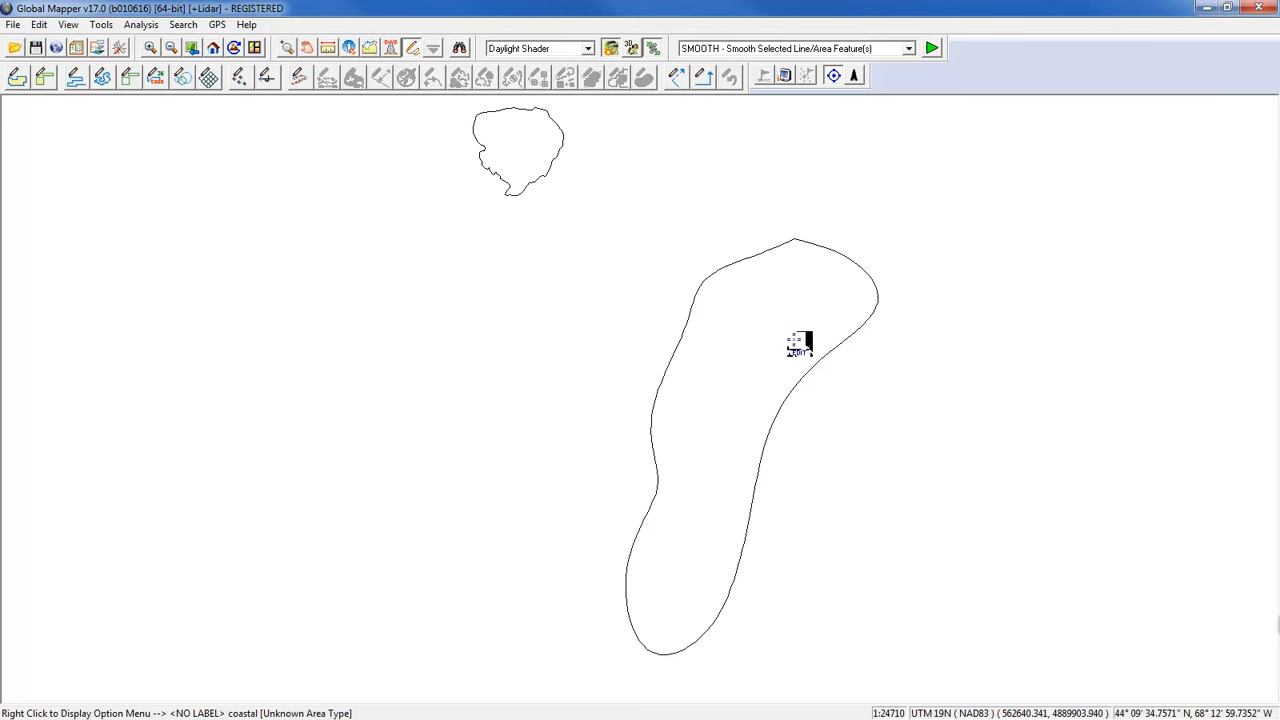 Global Mapper v17.0 (b010616) [64-bit] [+Lidar] - REGISTERED
File Edit View Tools Analysis Search GPS Help
Daylight Shader SMOOTH - Smooth Selected Line/Area Feature(s)
EDIT
Right Click to Display Option Menu --> <NO LABEL> coastal [Unknown Area Type] 1:24710 UTM 19N ( NAD83 ) ( 562640.341, 4889903.940 ) 44° 09' 34.7571" N, 68° 12' 59.7352" W